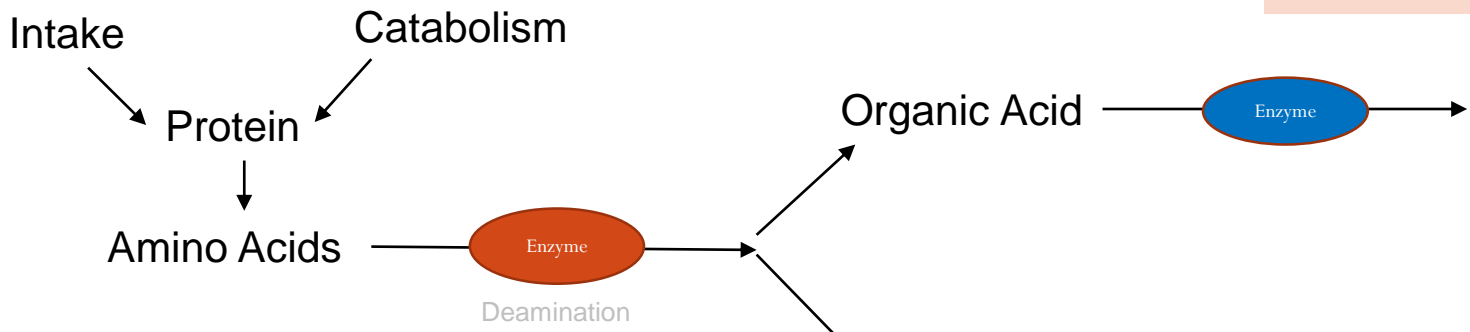 Intake
Catabolism
Protein
Organic Acid
Enzyme
Amino Acids
Enzyme
Deamination